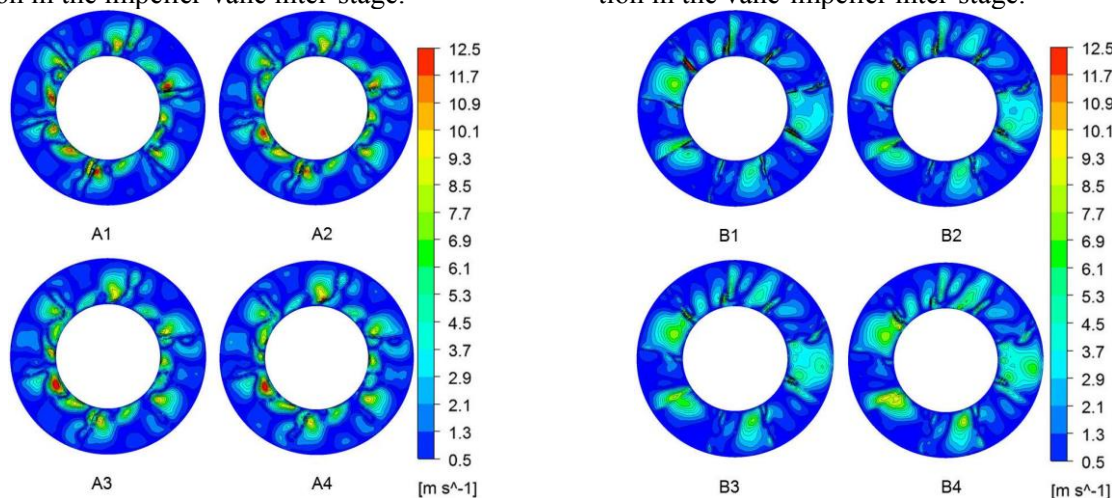 on in the impeller-vane inter-stage.
tion in the vane-impeller inter-stage.
12.5
11.7
10.9
10.1
9.3
8.5
7.7
6.9
6.1
5.3
4.5
3.7
2.9
2.1
1.3
0.5
[m s^-1]
A1
A2
A3
A4
12.5
11.7
10.9
10.1
9.3
8.5
7.7
6.9
6.1
5.3
4.5
3.7
2.9
2.1
1.3
0.5
[m s^-1]
B1
B2
B3
B4